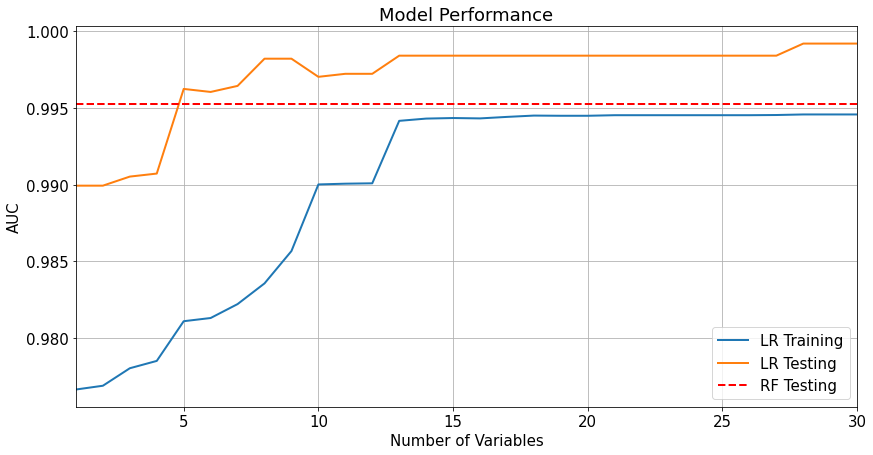 Model Performance
AUC
1.000
0.995
0.990
0.985
0.980
5 10 15 20 25 30
Number of Variables
LR Training
LR Testing
RF Testing